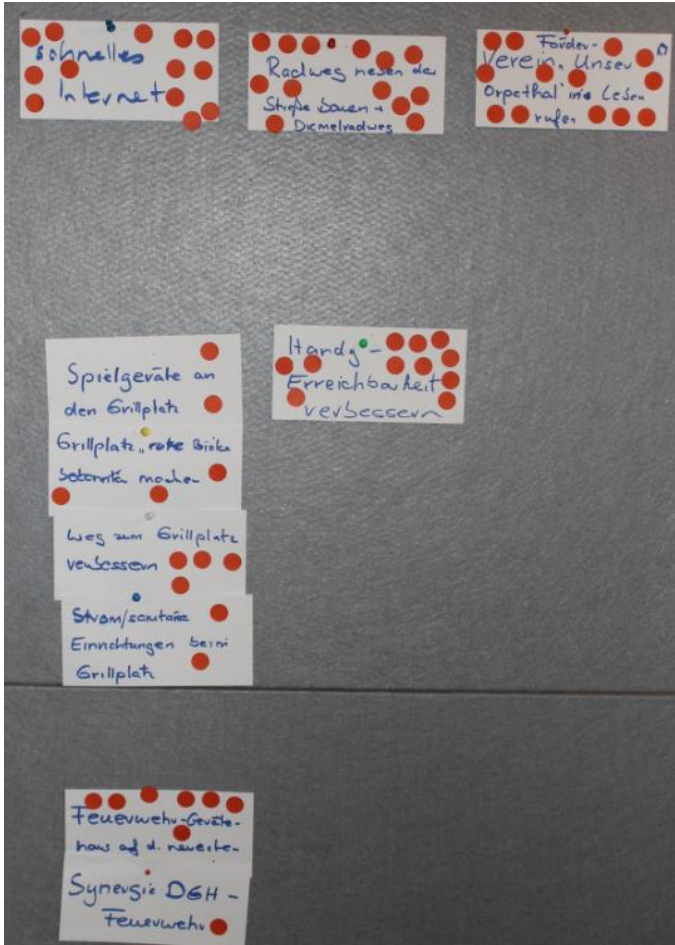 schnelles
Internet
Radweg neben der
Straße bauen +
Diemelradweg
Förder-
Verein „Unser
Orpethal ins Leben
rufen
Handy-
Erreichbarkeit
verbessern
Spielgeräte an
den Grillplatz
Grillplatz „rote
machen
Weg zum Grillplatz
verbessern
Strom/sanitäre
Einrichtungen beim
Grillplatz
Feuerwehr-Geräte-
haus auf d. neuesten
Synergie DGH-
Feuerwehr